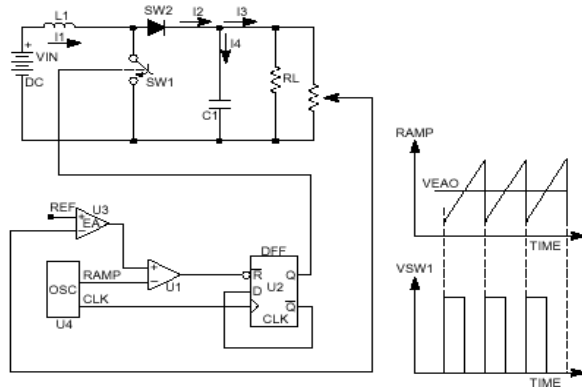 L1
SW2
I2
I3
I1
I4
VIN
DC
SW1
RL
C1
RAMP
VEAO
TIME
VSW1
TIME
REF
U3
EA
+
−
OSC
RAMP
CLK
U4
+
−
U1
DFF
R̅
Q
D
U2
Q̅
CLK